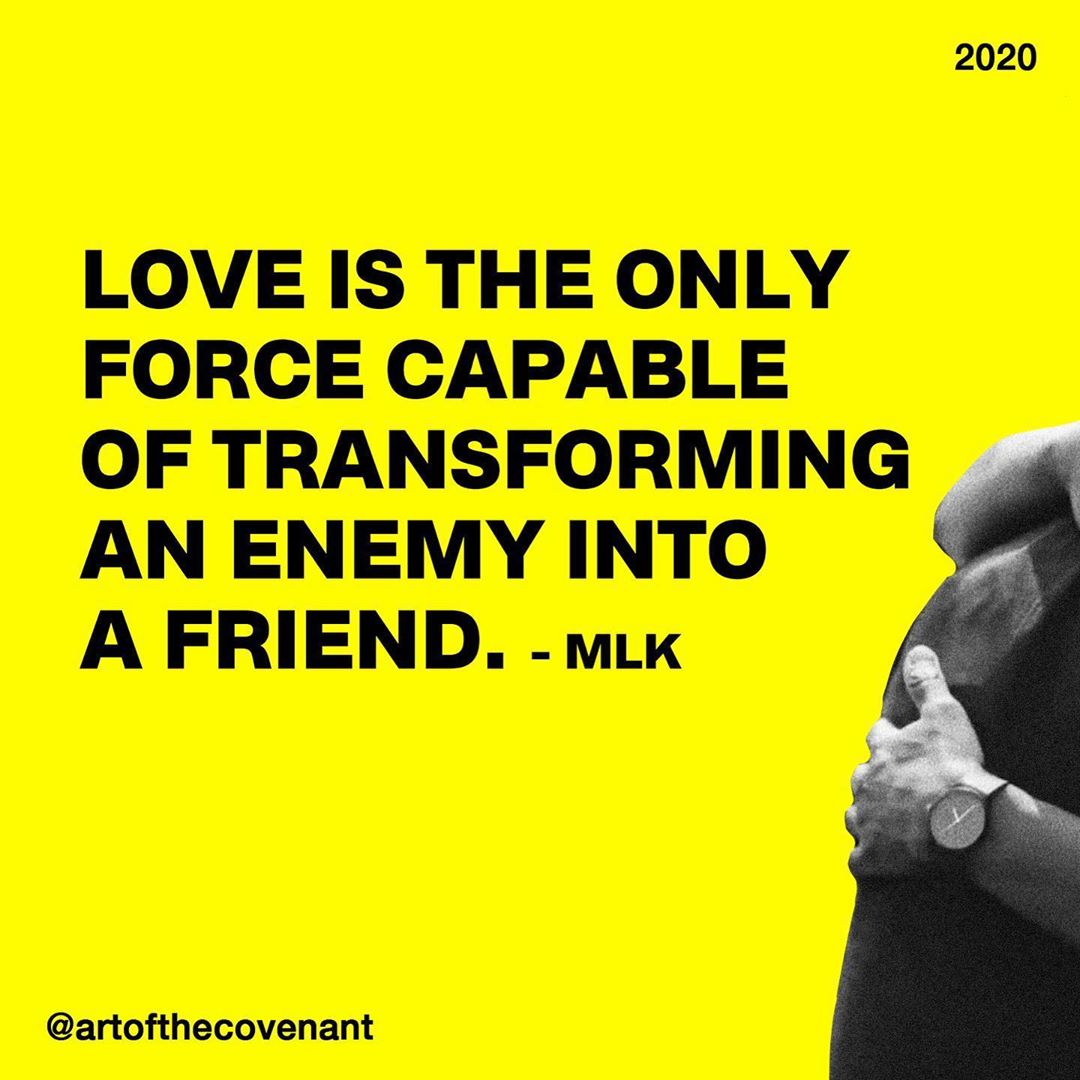 2020
LOVE IS THE ONLY
FORCE CAPABLE
OF TRANSFORMING
AN ENEMY INTO
A FRIEND. - MLK
@artofthecovenant